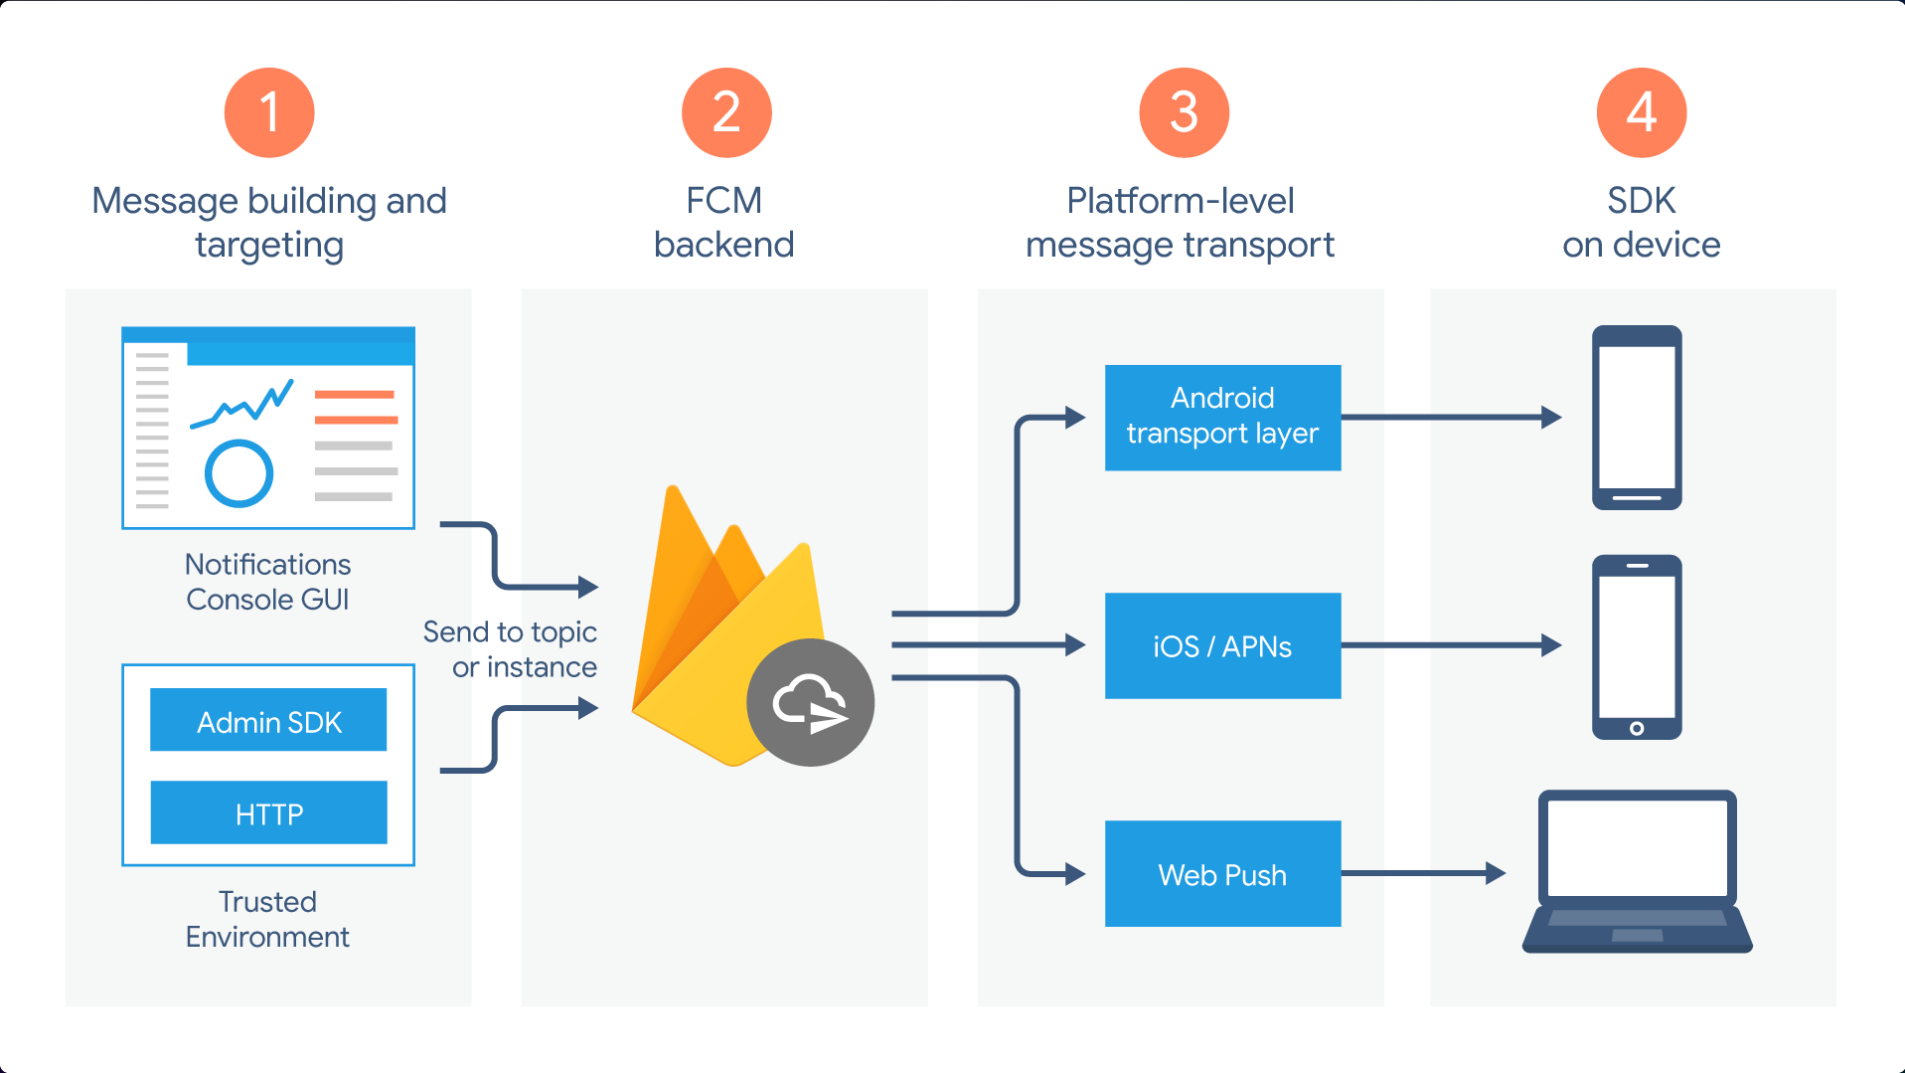 1
Message building and
targeting
2
FCM
backend
3
Platform-level
message transport
4
SDK
on device
Notifications
Console GUI
Send to topic
or instance
Admin SDK
HTTP
Trusted
Environment
Android
transport layer
iOS / APNs
Web Push